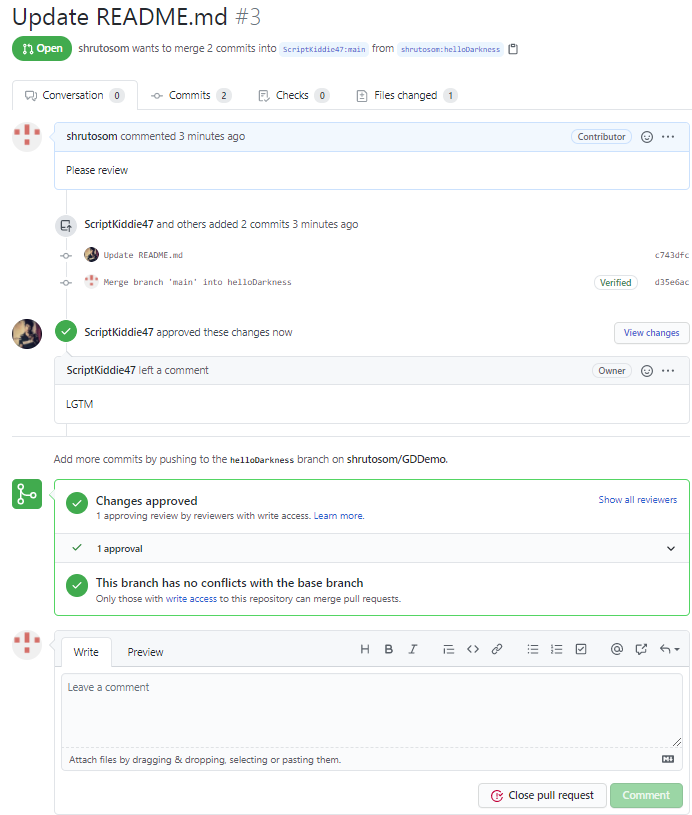 Update README.md #3
Open shrutosom wants to merge 2 commits into ScriptKiddie47:main from shrutosom:helloDarkness
Conversation 0 Commits 2 Checks 0 Files changed 1
shrutosom commented 3 minutes ago Contributor
Please review
ScriptKiddie47 and others added 2 commits 3 minutes ago
Update README.md c743dfc
Merge branch 'main' into helloDarkness Verified d35e6ac
ScriptKiddie47 approved these changes now View changes
ScriptKiddie47 left a comment Owner
LGTM
Add more commits by pushing to the helloDarkness branch on shrutosom/GDDemo.
Changes approved Show all reviewers
1 approving review by reviewers with write access. Learn more.
1 approval
This branch has no conflicts with the base branch
Only those with write access to this repository can merge pull requests.
Write Preview H B I
Leave a comment
Attach files by dragging & dropping, selecting or pasting them.
Close pull request Comment